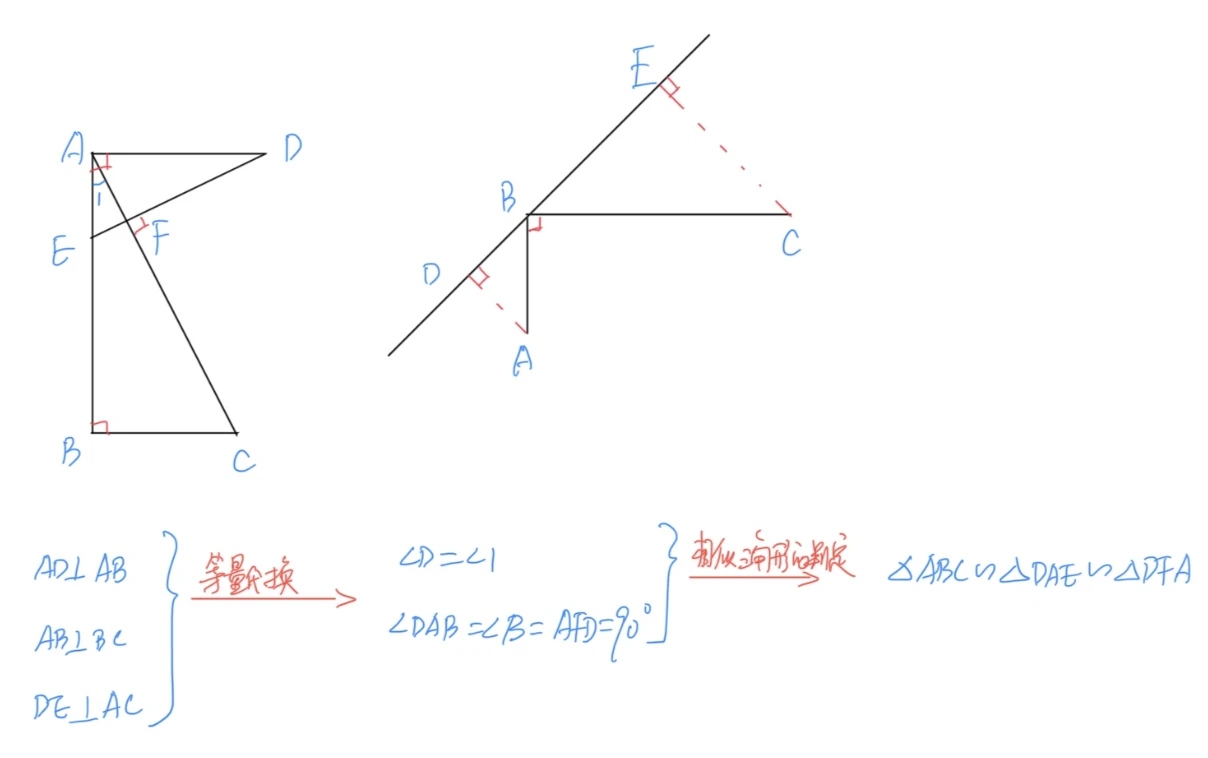 A
D
1
E
F
B
C
E
B
C
D
A
AD⊥AB
AB⊥BC
DE⊥AC
等量代换
∠D=∠1
∠DAB=∠B=AFD=90°
相似三角形的判定
△ABC∽△DAE∽△DFA